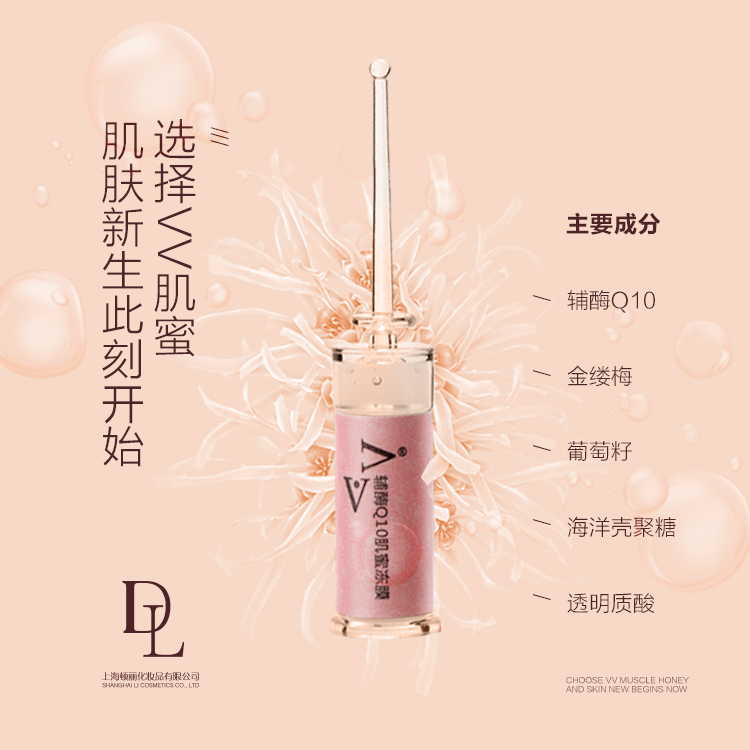 选择VV肌蜜
肌肤新生此刻开始
主要成分
辅酶Q10
金缕梅
葡萄籽
海洋壳聚糖
透明质酸
VV®
辅酶Q10肌蜜冻膜
DL
上海顿丽化妆品有限公司
SHANGHAI LI COSMETICS CO., LTD
CHOOSE VV MUSCLE HONEY
AND SKIN NEW BEGINS NOW